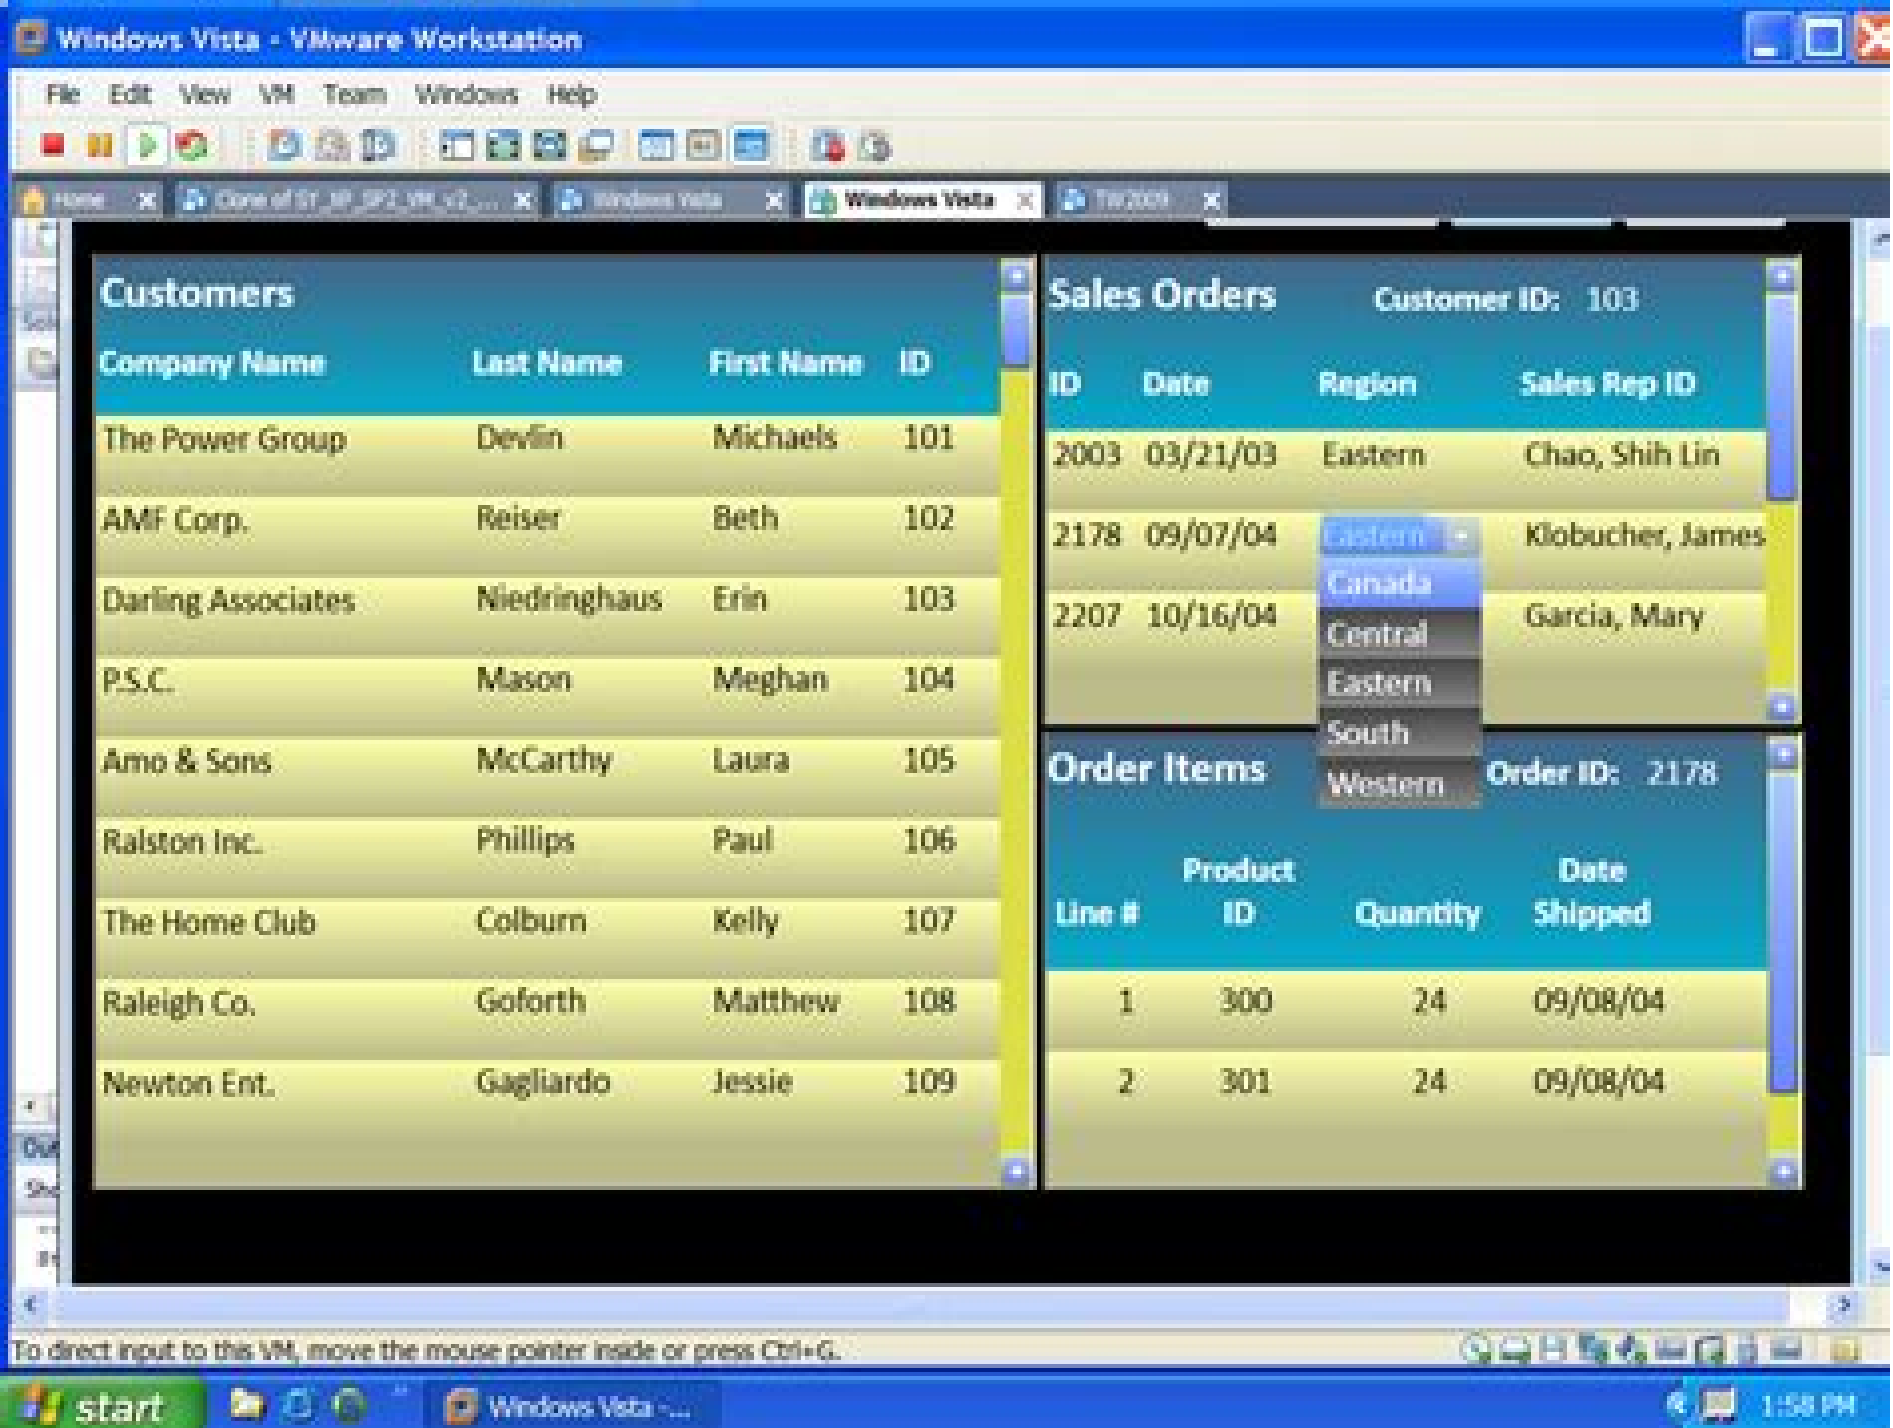 Windows Vista - VMware Workstation
File Edit View VM Team Windows Help
Home Windows Vista Windows Vista TW2009
Customers
Company Name Last Name First Name ID
The Power Group Devlin Michaels 101
AMF Corp. Reiser Beth 102
Darling Associates Niedringhaus Erin 103
P.S.C. Mason Meghan 104
Amo & Sons McCarthy Laura 105
Ralston Inc. Phillips Paul 106
The Home Club Colburn Kelly 107
Raleigh Co. Goforth Matthew 108
Newton Ent. Gagliardo Jessie 109
Sales Orders Customer ID: 103
ID Date Region Sales Rep ID
2003 03/21/03 Eastern Chao, Shih Lin
2178 09/07/04 Eastern Klobucher, James
2207 10/16/04 Garcia, Mary
Canada
Central
Eastern
South
Western
Order Items Order ID: 2178
Line # Product ID Quantity Date Shipped
1 300 24 09/08/04
2 301 24 09/08/04
To direct input to this VM, move the mouse pointer inside or press Ctrl+G.
start Windows Vista -... 1:58 PM